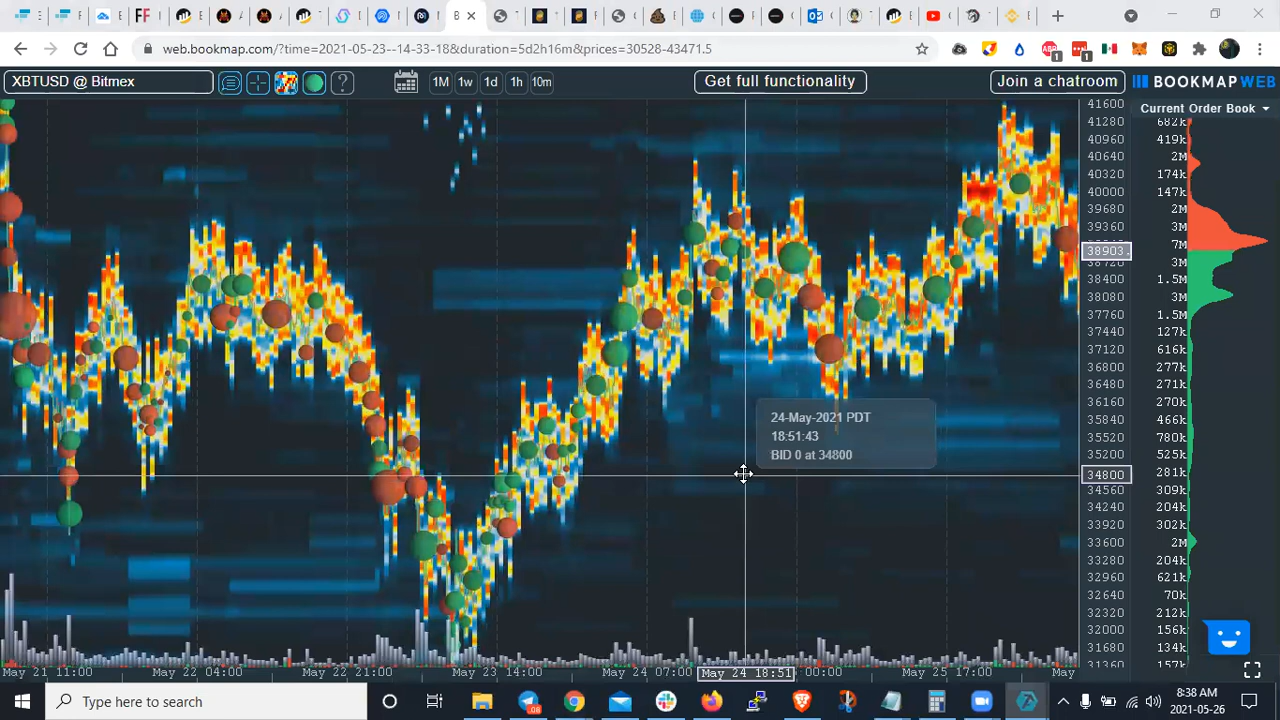 web.bookmap.com/?time=2021-05-23--14-33-18&duration=5d2h16m&prices=30528-43471.5
XBTUSD @ Bitmex
?
1M 1w 1d 1h 10m
Get full functionality
Join a chatroom
BOOKMAP WEB
Current Order Book
41600
41280
40960
40640
40320
40000
39680
39360
38903.
38720
38400
38080
37760
37440
37120
36800
36480
36160
35840
35520
35200
34800
34560
34240
33920
33600
33280
32960
32640
32320
32000
31680
31360
682k
419k
2M
174k
147k
2M
3M
7M
3M
1.5M
3M
1.5M
127k
616k
277k
271k
270k
466k
780k
525k
281k
309k
204k
302k
2M
204k
621k
70k
212k
156k
134k
157k
24-May-2021 PDT
18:51:43
BID 0 at 34800
May 21 11:00 May 22 04:00 May 22 21:00 May 23 14:00 May 24 07:00 May 24 18:51 00:00 May 25 17:00 May
Type here to search
8:38 AM
2021-05-26